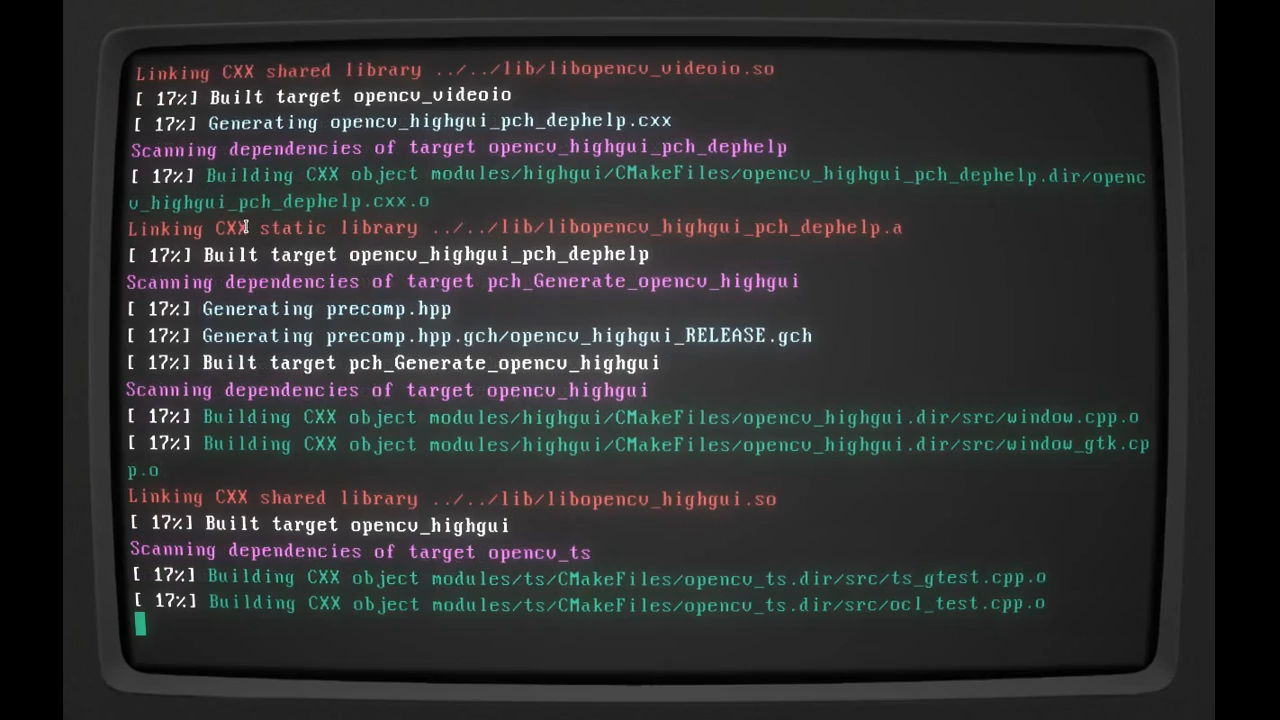 Linking CXX shared library ../../lib/libopencv_videoio.so
[ 17%] Built target opencv_videoio
[ 17%] Generating opencv_highgui_pch_dephelp.cxx
Scanning dependencies of target opencv_highgui_pch_dephelp
[ 17%] Building CXX object modules/highgui/CMakeFiles/opencv_highgui_pch_dephelp.dir/openc
v_highgui_pch_dephelp.cxx.o
Linking CXX static library ../../lib/libopencv_highgui_pch_dephelp.a
[ 17%] Built target opencv_highgui_pch_dephelp
Scanning dependencies of target pch_Generate_opencv_highgui
[ 17%] Generating precomp.hpp
[ 17%] Generating precomp.hpp.gch/opencv_highgui_RELEASE.gch
[ 17%] Built target pch_Generate_opencv_highgui
Scanning dependencies of target opencv_highgui
[ 17%] Building CXX object modules/highgui/CMakeFiles/opencv_highgui.dir/src/window.cpp.o
[ 17%] Building CXX object modules/highgui/CMakeFiles/opencv_highgui.dir/src/window_gtk.cp
p.o
Linking CXX shared library ../../lib/libopencv_highgui.so
[ 17%] Built target opencv_highgui
Scanning dependencies of target opencv_ts
[ 17%] Building CXX object modules/ts/CMakeFiles/opencv_ts.dir/src/ts_gtest.cpp.o
[ 17%] Building CXX object modules/ts/CMakeFiles/opencv_ts.dir/src/ocl_test.cpp.o